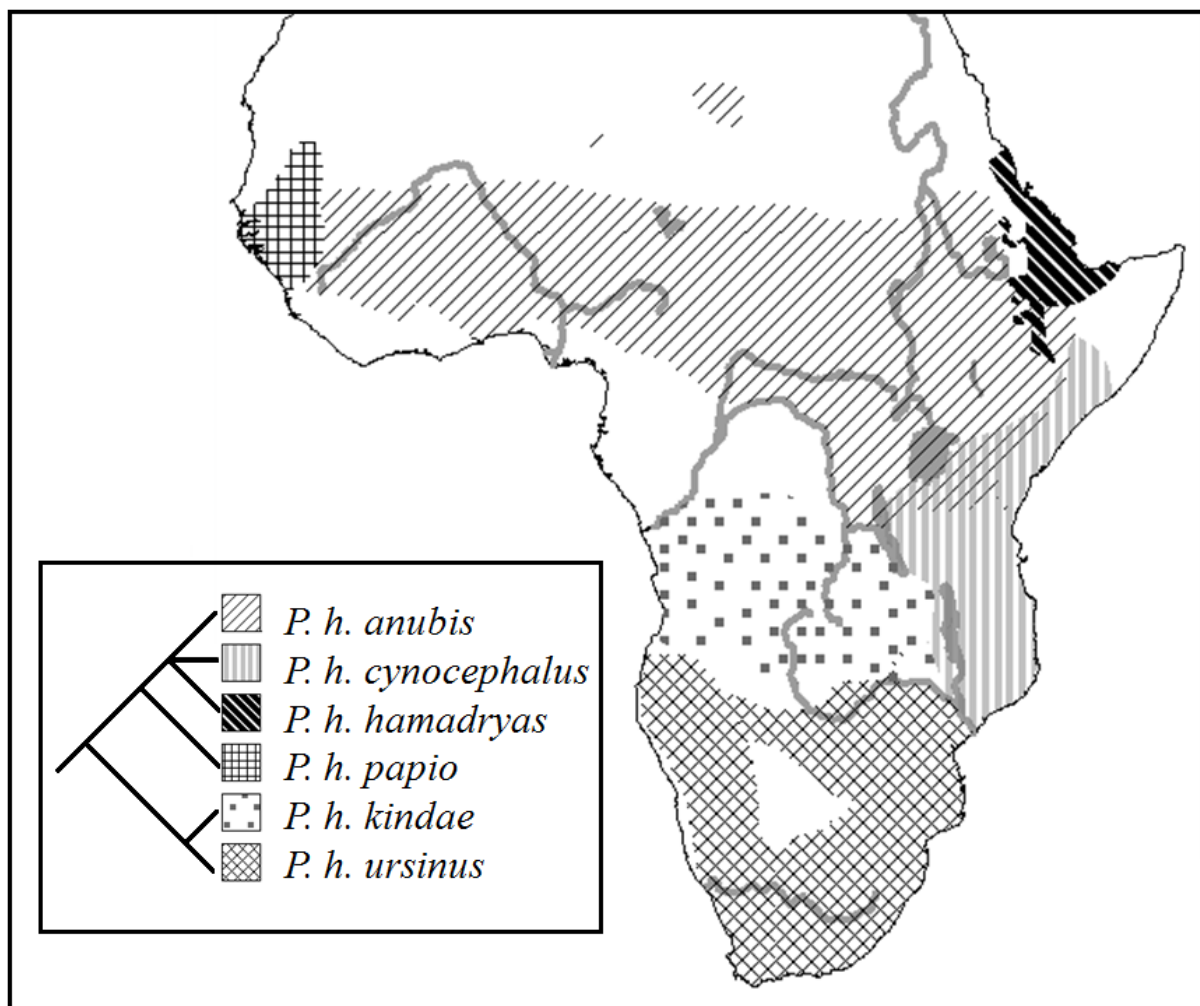 P. h. anubis
P. h. cynocephalus
P. h. hamadryas
P. h. papio
P. h. kindae
P. h. ursinus